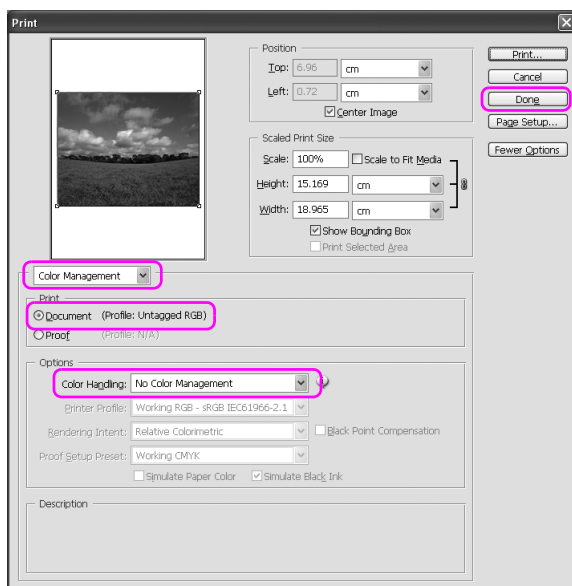 Print
Position
Top: 6.96 cm
Left: 0.72 cm
Center Image
Scaled Print Size
Scale: 100% Scale to Fit Media
Height: 15.169 cm
Width: 18.965 cm
Show Bounding Box
Print Selected Area
Print...
Cancel
Done
Page Setup...
Fewer Options
Color Management
Print
Document (Profile: Untagged RGB)
Proof (Profile: N/A)
Options
Color Handling: No Color Management
Printer Profile: Working RGB - sRGB IEC61966-2.1
Rendering Intent: Relative Colorimetric Black Point Compensation
Proof Setup Preset: Working CMYK
Simulate Paper Color Simulate Black Ink
Description